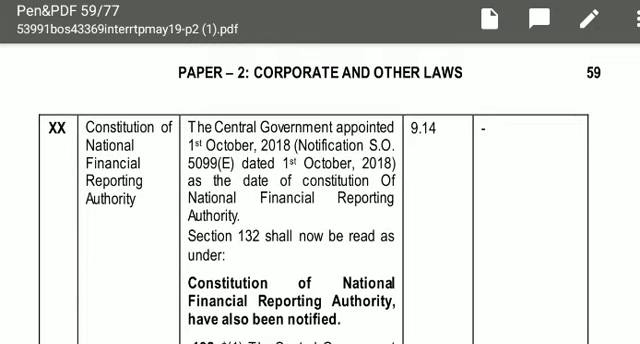 Pen&PDF 59/77
53991bos43369interrtpmay19-p2 (1).pdf
PAPER – 2: CORPORATE AND OTHER LAWS 59
XX Constitution of The Central Government appointed 9.14 -
National 1st October, 2018 (Notification S.O.
Financial 5099(E) dated 1st October, 2018)
Reporting as the date of constitution Of
Authority National Financial Reporting
Authority.
Section 132 shall now be read as
under:
Constitution of National
Financial Reporting Authority,
have also been notified.